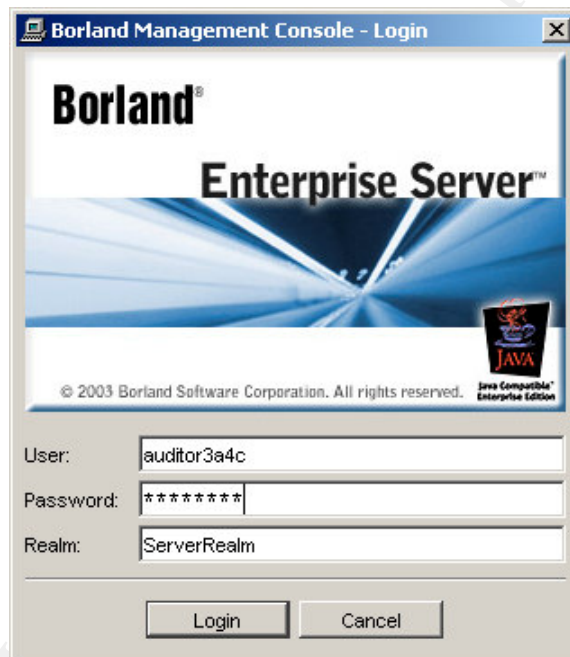 Borland Management Console - Login
Borland®
Enterprise Server™
JAVA
© 2003 Borland Software Corporation. All rights reserved.
Java Compatible™
Enterprise Edition
User: auditor3a4c
Password: ********
Realm: ServerRealm
Login Cancel